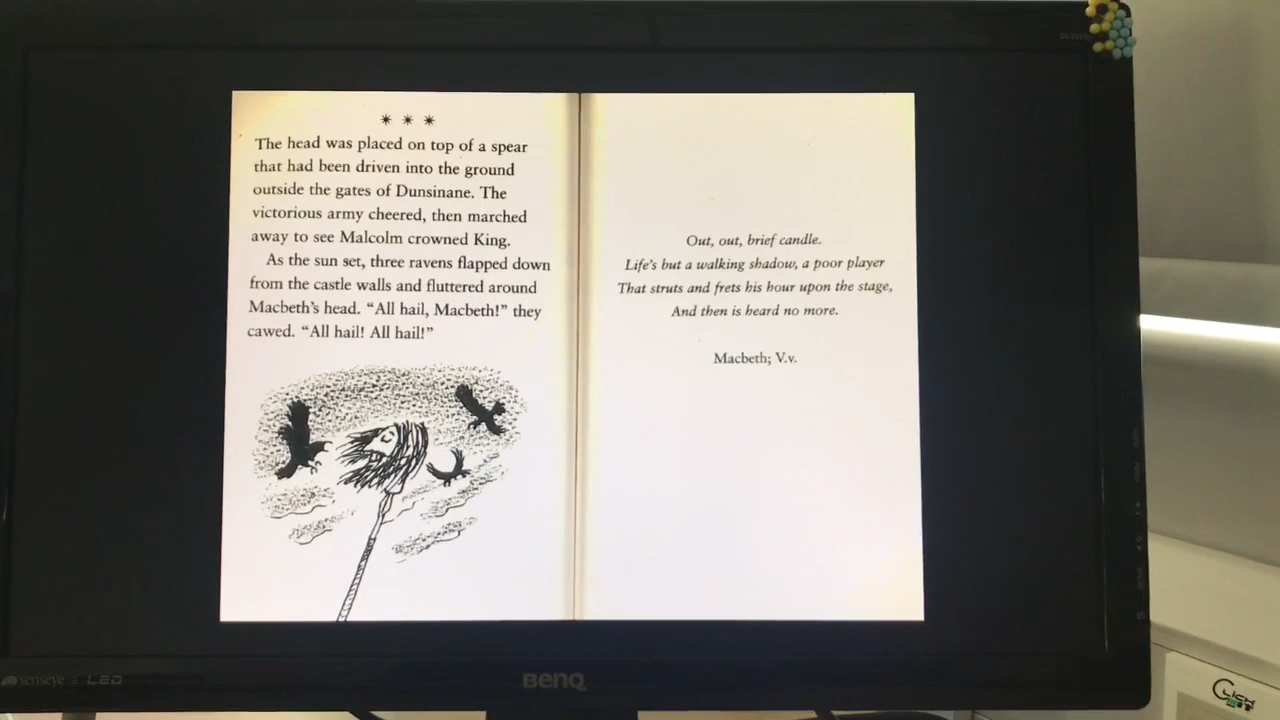 The head was placed on top of a spear
that had been driven into the ground
outside the gates of Dunsinane. The
victorious army cheered, then marched
away to see Malcolm crowned King.
As the sun set, three ravens flapped down
from the castle walls and fluttered around
Macbeth's head. “All hail, Macbeth!” they
cawed. “All hail! All hail!”
Out, out, brief candle.
Life's but a walking shadow, a poor player
That struts and frets his hour upon the stage,
And then is heard no more.
Macbeth; V.v.
senseye 3 LED
BenQ
CLICK